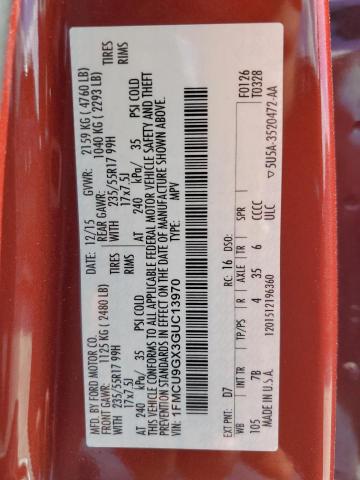 MFD. BY FORD MOTOR CO.
DATE: 12/15 GVWR: 2159 KG ( 4760 LB)
FRONT GAWR: 1125 KG ( 2480 LB) REAR GAWR: 1040 KG ( 2293 LB)
WITH 235/55R17 99H TIRES WITH 235/55R17 99H TIRES
17x7.5J RIMS 17x7.5J RIMS
AT 240 kPa/ 35 PSI COLD AT 240 kPa/ 35 PSI COLD
THIS VEHICLE CONFORMS TO ALL APPLICABLE FEDERAL MOTOR VEHICLE SAFETY AND THEFT
PREVENTION STANDARDS IN EFFECT ON THE DATE OF MANUFACTURE SHOWN ABOVE.
VIN: 1FMCU9GX3GUC13970 TYPE: MPV
F0126
T0328
EXT PNT: D7 RC: 16 DSO:
WB INT TR TP/PS R AXLE TR SPR
105 7B 4 35 6 CCCC
1201512196360 ▽5U5A-3520472-AA
MADE IN U.S.A.